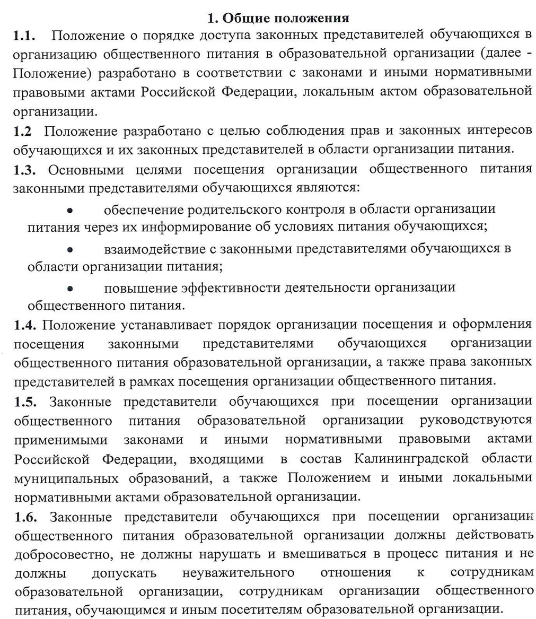 1. Общие положения
1.1. Положение о порядке доступа законных представителей обучающихся в
организацию общественного питания в образовательной организации (далее -
Положение) разработано в соответствии с законами и иными нормативными
правовыми актами Российской Федерации, локальным актом образовательной
организации.
1.2 Положение разработано с целью соблюдения прав и законных интересов
обучающихся и их законных представителей в области организации питания.
1.3. Основными целями посещения организации общественного питания
законными представителями обучающихся являются:
• обеспечение родительского контроля в области организации
питания через их информирование об условиях питания обучающихся;
• взаимодействие с законными представителями обучающихся в
области организации питания;
• повышение эффективности деятельности организации
общественного питания.
1.4. Положение устанавливает порядок организации посещения и оформления
посещения законными представителями обучающихся организации
общественного питания образовательной организации, а также права законных
представителей в рамках посещения организации общественного питания.
1.5. Законные представители обучающихся при посещении организации
общественного питания образовательной организации руководствуются
применимыми законами и иными нормативными правовыми актами
Российской Федерации, входящими в состав Калининградской области
муниципальных образований, а также Положением и иными локальными
нормативными актами образовательной организации.
1.6. Законные представители обучающихся при посещении организации
общественного питания образовательной организации должны действовать
добросовестно, не должны нарушать и вмешиваться в процесс питания и не
должны допускать неуважительного отношения к сотрудникам
образовательной организации, сотрудникам организации общественного
питания, обучающимся и иным посетителям образовательной организации.